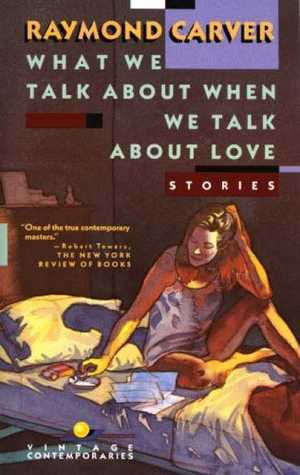 RAYMOND CARVER
WHAT WE
TALK ABOUT WHEN
WE TALK
ABOUT LOVE
STORIES
"One of the true contemporary
masters."
—Robert Towers,
THE NEW YORK
REVIEW OF BOOKS
VINTAGE
CONTEMPORARIES